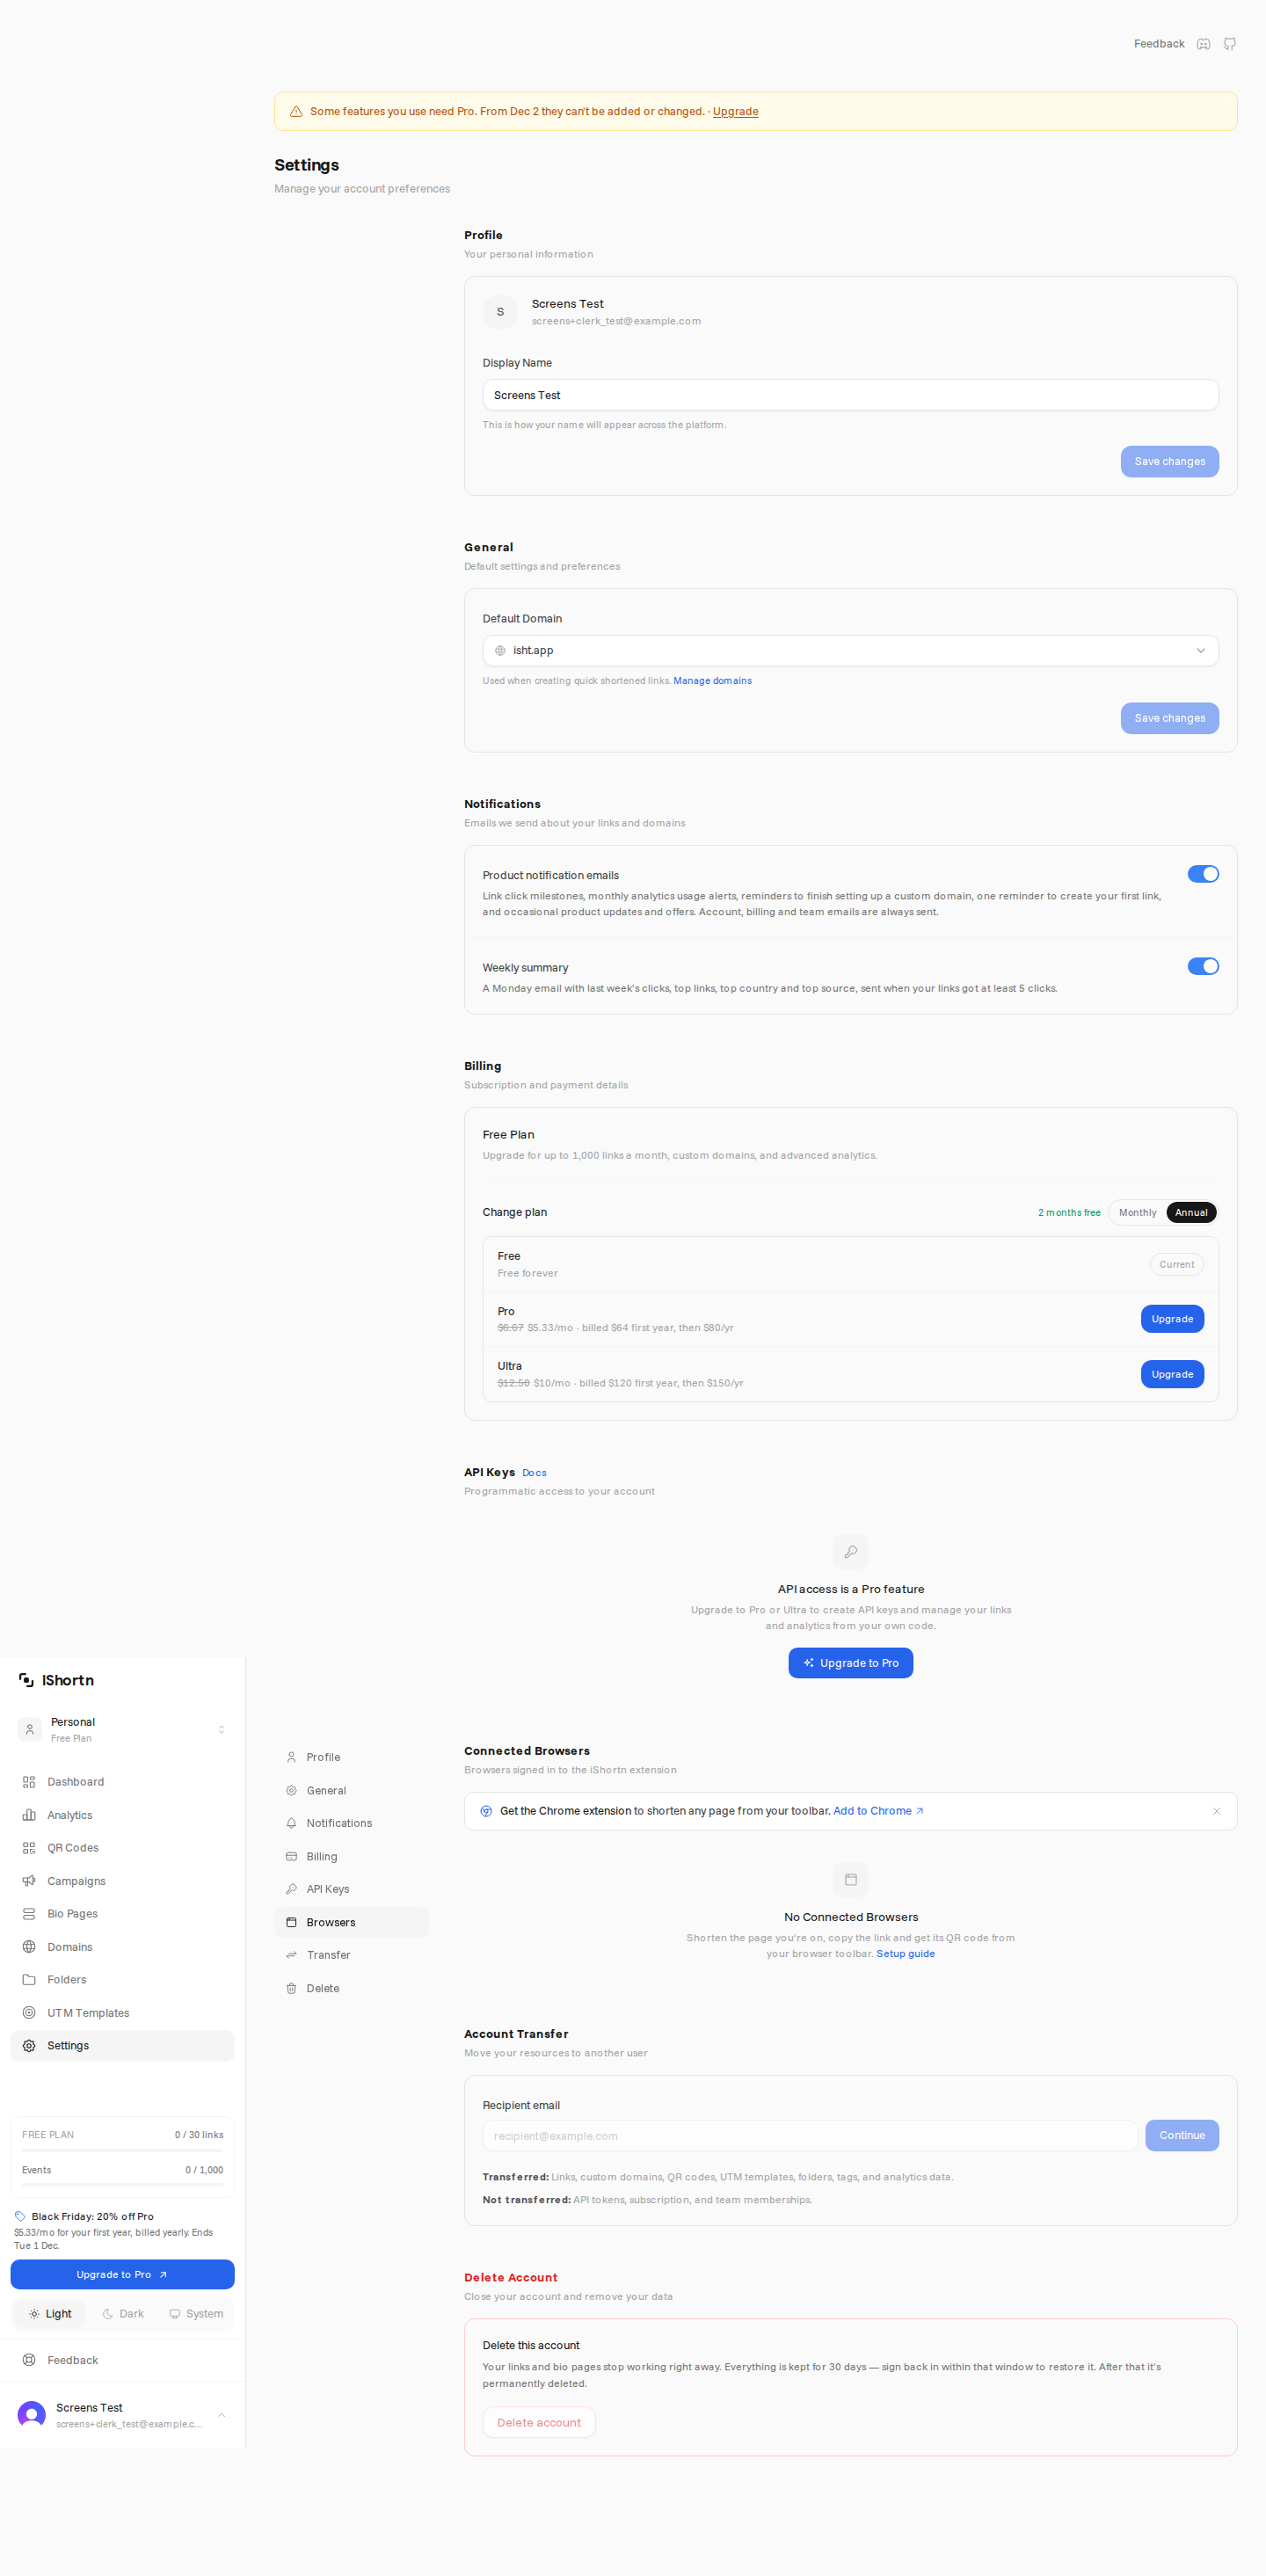 Feedback
Some features you use need Pro. From Dec 2 they can't be added or changed. · Upgrade
Settings
Manage your account preferences
Profile
Your personal information
S
Screens Test
screens+clerk_test@example.com
Display Name
Screens Test
This is how your name will appear across the platform.
Save changes
General
Default settings and preferences
Default Domain
isht.app
Used when creating quick shortened links. Manage domains
Save changes
Notifications
Emails we send about your links and domains
Product notification emails
Link click milestones, monthly analytics usage alerts, reminders to finish setting up a custom domain, one reminder to create your first link,
and occasional product updates and offers. Account, billing and team emails are always sent.
Weekly summary
A Monday email with last week's clicks, top links, top country and top source, sent when your links got at least 5 clicks.
Billing
Subscription and payment details
Free Plan
Upgrade for up to 1,000 links a month, custom domains, and advanced analytics.
Change plan
2 months free
Monthly
Annual
Free
Free forever
Current
Pro
$6.67 $5.33/mo · billed $64 first year, then $80/yr
Upgrade
Ultra
$12.50 $10/mo · billed $120 first year, then $150/yr
Upgrade
API Keys Docs
Programmatic access to your account
API access is a Pro feature
Upgrade to Pro or Ultra to create API keys and manage your links
and analytics from your own code.
Upgrade to Pro
iShortn
Personal
Free Plan
Dashboard
Analytics
QR Codes
Campaigns
Bio Pages
Domains
Folders
UTM Templates
Settings
FREE PLAN
0 / 30 links
Events
0 / 1,000
Black Friday: 20% off Pro
$5.33/mo for your first year, billed yearly. Ends
Tue 1 Dec.
Upgrade to Pro
Light
Dark
System
Feedback
Screens Test
screens+clerk_test@example.c...
Profile
General
Notifications
Billing
API Keys
Browsers
Transfer
Delete
Connected Browsers
Browsers signed in to the iShortn extension
Get the Chrome extension to shorten any page from your toolbar. Add to Chrome
No Connected Browsers
Shorten the page you're on, copy the link and get its QR code from
your browser toolbar. Setup guide
Account Transfer
Move your resources to another user
Recipient email
recipient@example.com
Continue
Transferred: Links, custom domains, QR codes, UTM templates, folders, tags, and analytics data.
Not transferred: API tokens, subscription, and team memberships.
Delete Account
Close your account and remove your data
Delete this account
Your links and bio pages stop working right away. Everything is kept for 30 days — sign back in within that window to restore it. After that it's
permanently deleted.
Delete account